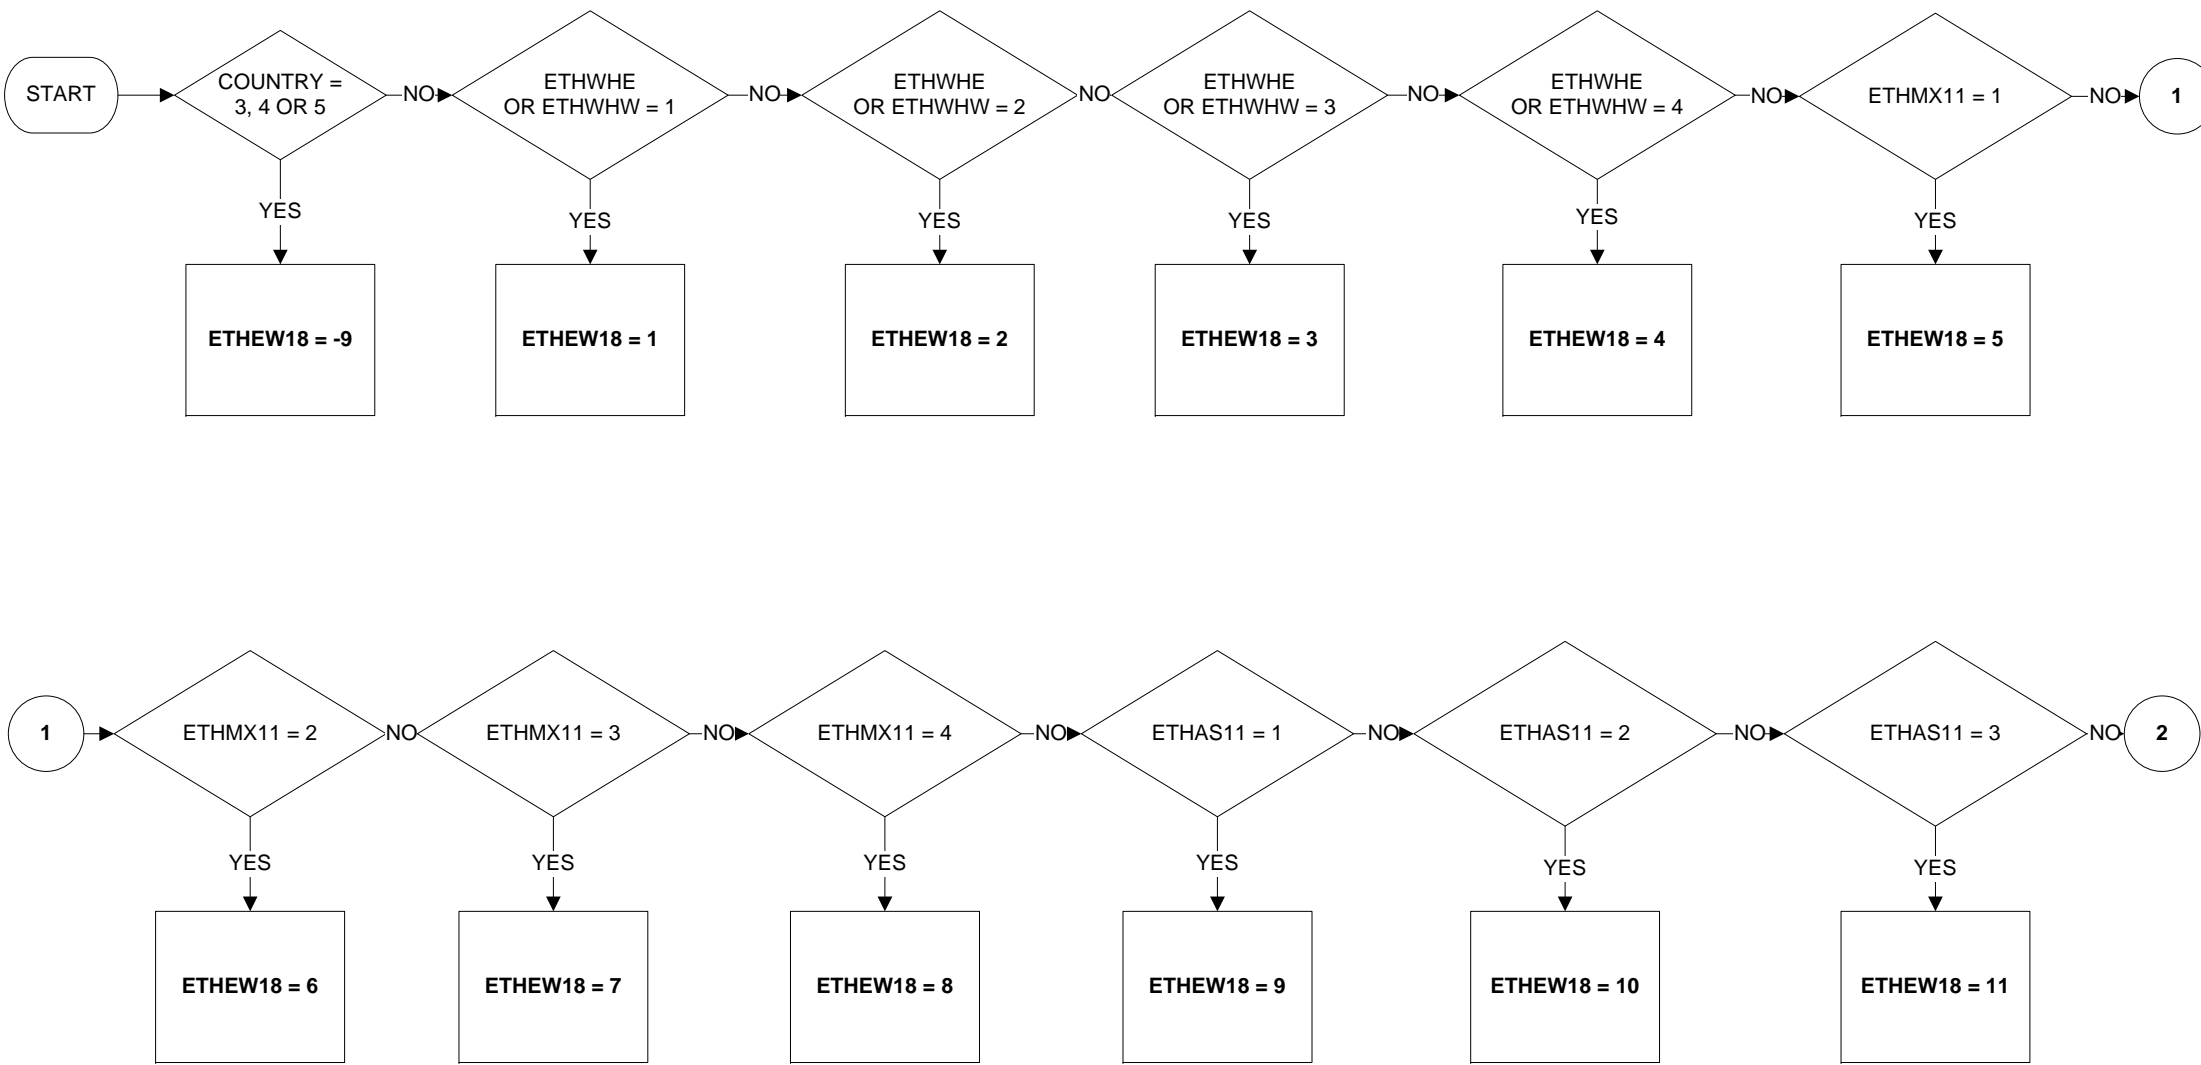 START
COUNTRY =
3, 4 OR 5
NO
ETHWHE
OR ETHWHW = 1
NO
ETHWHE
OR ETHWHW = 2
NO
ETHWHE
OR ETHWHW = 3
NO
ETHWHE
OR ETHWHW = 4
NO
ETHMX11 = 1
NO
1
YES
YES
YES
YES
YES
YES
ETHEW18 = -9
ETHEW18 = 1
ETHEW18 = 2
ETHEW18 = 3
ETHEW18 = 4
ETHEW18 = 5
1
ETHMX11 = 2
NO
ETHMX11 = 3
NO
ETHMX11 = 4
NO
ETHAS11 = 1
NO
ETHAS11 = 2
NO
ETHAS11 = 3
NO
2
YES
YES
YES
YES
YES
YES
ETHEW18 = 6
ETHEW18 = 7
ETHEW18 = 8
ETHEW18 = 9
ETHEW18 = 10
ETHEW18 = 11